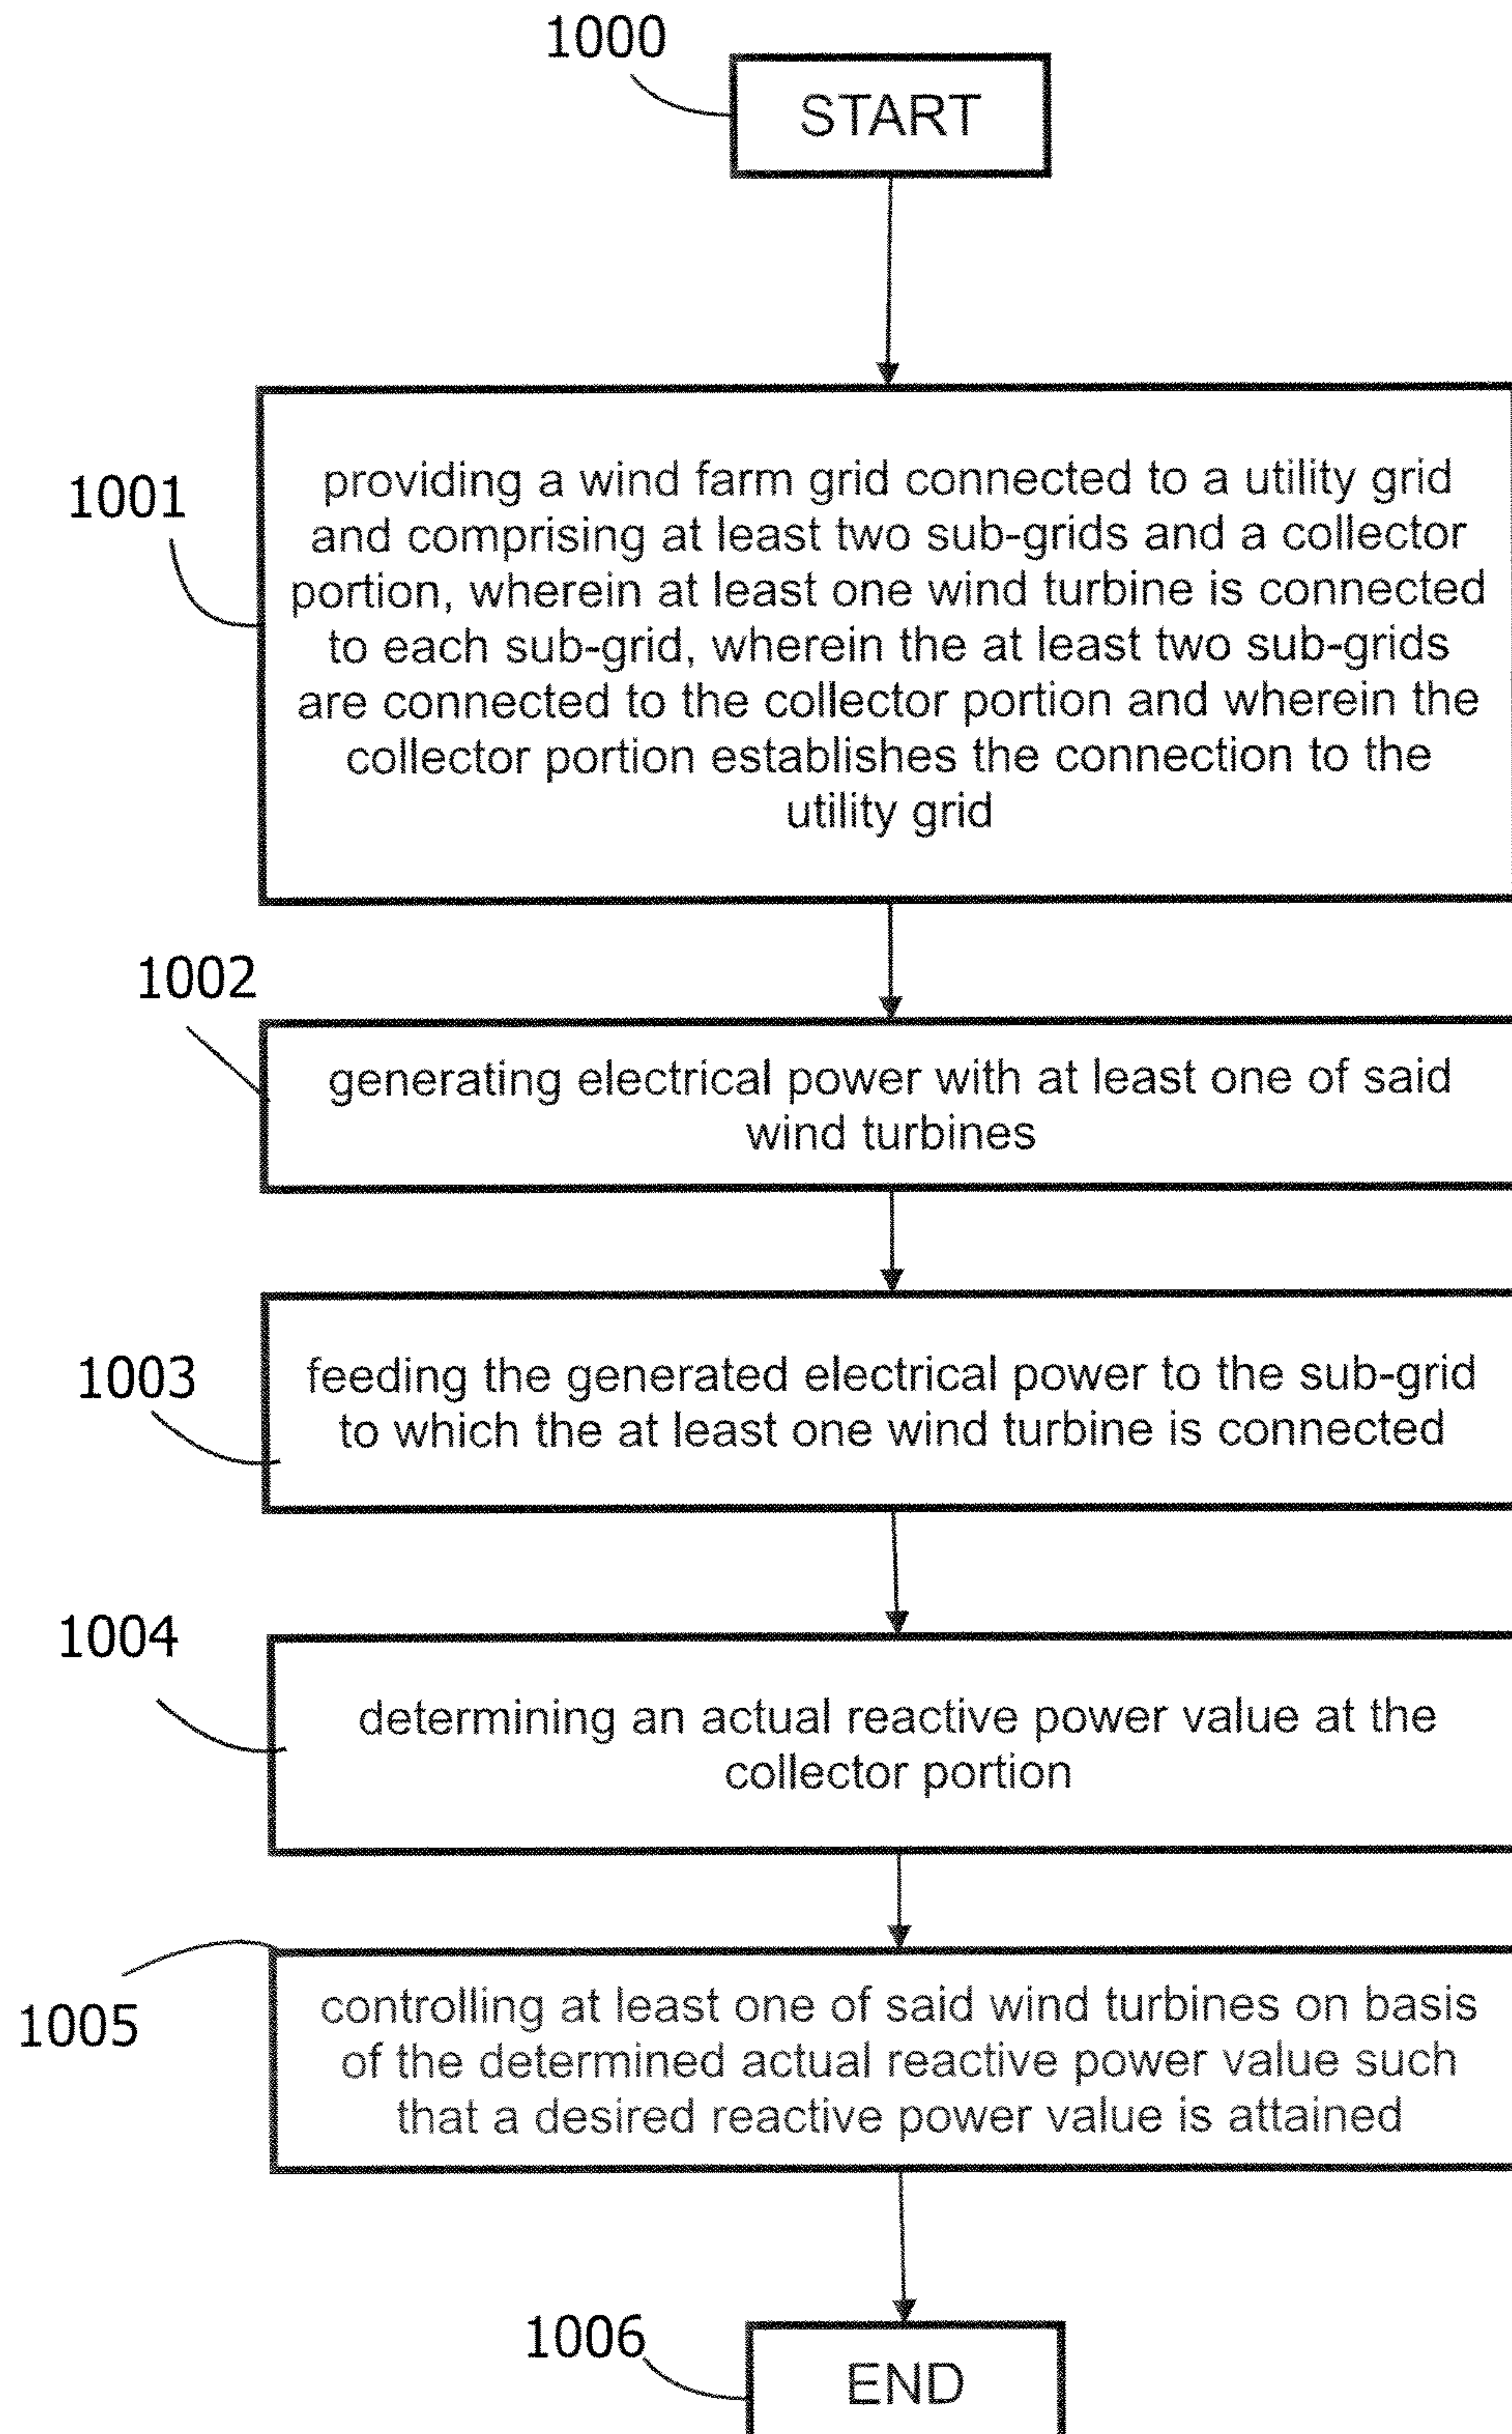 1000
START
1001
providing a wind farm grid connected to a utility grid
and comprising at least two sub-grids and a collector
portion, wherein at least one wind turbine is connected
to each sub-grid, wherein the at least two sub-grids
are connected to the collector portion and wherein the
collector portion establishes the connection to the
utility grid
1002
generating electrical power with at least one of said
wind turbines
1003
feeding the generated electrical power to the sub-grid
to which the at least one wind turbine is connected
1004
determining an actual reactive power value at the
collector portion
1005
controlling at least one of said wind turbines on basis
of the determined actual reactive power value such
that a desired reactive power value is attained
1006
END